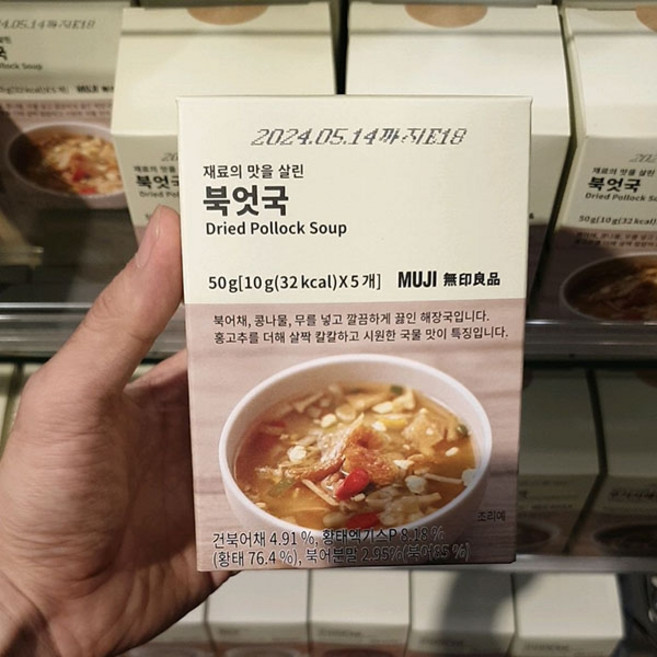 2024.05.14까지E18
재료의 맛을 살린
북엇국
Dried Pollock Soup
50g[10g(32kcal)X5개] MUJI 無印良品
북어채, 콩나물, 무를 넣고 깔끔하게 끓인 해장국입니다.
홍고추를 더해 살짝 칼칼하고 시원한 국물 맛이 특징입니다.
조리예
건북어채 4.91 %, 황태엑기스P 8.18 %
(황태 76.4 %), 북어분말 2.95%(북어85 %)